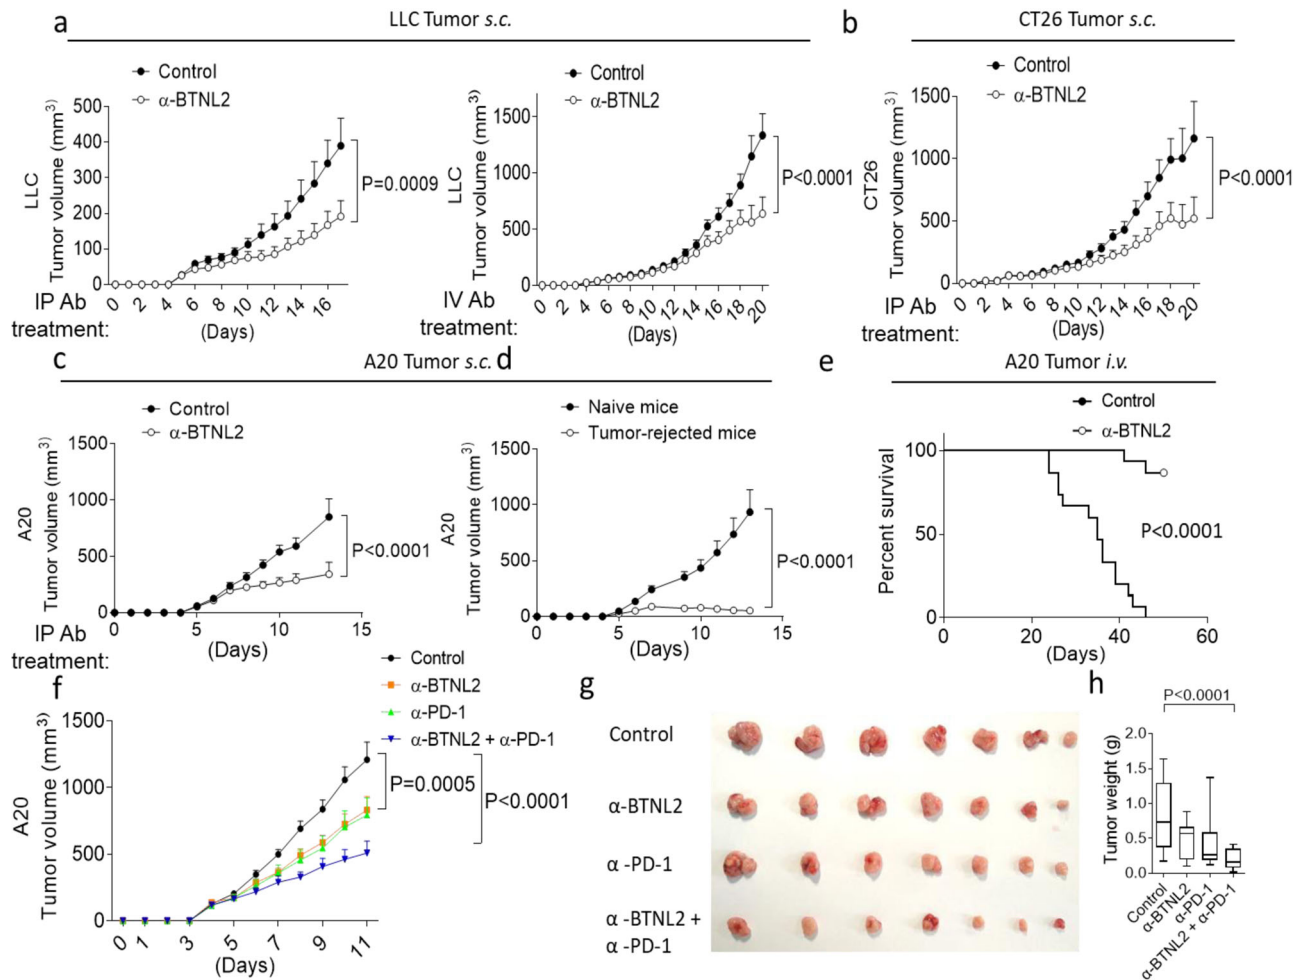 a
LLC Tumor s.c.
Control
α-BTNL2
LLC
Tumor volume (mm3)
500
400
300
200
100
0
P=0.0009
0 2 4 6 8 10 12 14 16
IP Ab
treatment:
(Days)
Control
α-BTNL2
LLC
Tumor volume (mm3)
1500
1000
500
0
P<0.0001
0 2 4 6 8 10 12 14 16 18 20
IV Ab
treatment:
(Days)
b
CT26 Tumor s.c.
Control
α-BTNL2
CT26
Tumor volume (mm3)
1500
1000
500
0
P<0.0001
0 2 4 6 8 10 12 14 16 18 20
IP Ab
treatment:
(Days)
c
A20 Tumor s.c.
Control
α-BTNL2
A20
Tumor volume (mm3)
1500
1000
500
0
P<0.0001
0 5 10 15
IP Ab
treatment:
(Days)
d
Naive mice
Tumor-rejected mice
A20
Tumor volume (mm3)
1500
1000
500
0
P<0.0001
0 5 10 15
(Days)
e
A20 Tumor i.v.
Control
α-BTNL2
Percent survival
100
50
0
P<0.0001
0 20 40 60
(Days)
f
Control
α-BTNL2
α-PD-1
α-BTNL2 + α-PD-1
A20
Tumor volume (mm3)
1500
1000
500
0
P=0.0005
P<0.0001
0 1 3 5 7 9 11
(Days)
g
Control
α-BTNL2
α -PD-1
α -BTNL2 +
α -PD-1
h
P<0.0001
Tumor weight (g)
2.0
1.5
1.0
0.5
0.0
Control
α-BTNL2
α-PD-1
α-BTNL2 + α-PD-1